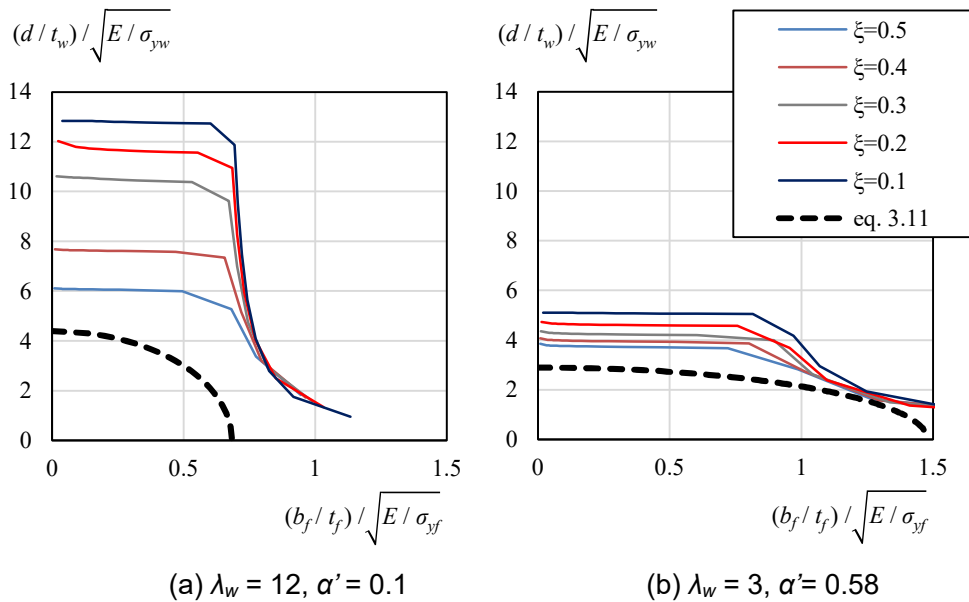 (d / t_w) / √(E / σ_yw)
14
12
10
8
6
4
2
0
0
0.5
1
1.5
(b_f / t_f) / √(E / σ_yf)
(a) λ_w = 12, α’ = 0.1
(d / t_w) / √(E / σ_yw)
14
12
10
8
6
4
2
0
0
0.5
1
1.5
(b_f / t_f) / √(E / σ_yf)
(b) λ_w = 3, α’= 0.58
ξ=0.5
ξ=0.4
ξ=0.3
ξ=0.2
ξ=0.1
eq. 3.11